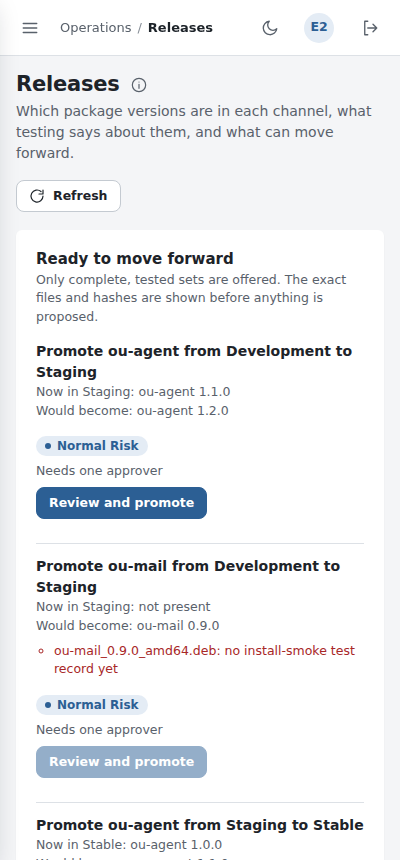 Operations / Releases
E2
Releases
Which package versions are in each channel, what
testing says about them, and what can move
forward.
Refresh
Ready to move forward
Only complete, tested sets are offered. The exact
files and hashes are shown before anything is
proposed.
Promote ou-agent from Development to
Staging
Now in Staging: ou-agent 1.1.0
Would become: ou-agent 1.2.0
Normal Risk
Needs one approver
Review and promote
Promote ou-mail from Development to
Staging
Now in Staging: not present
Would become: ou-mail 0.9.0
ou-mail_0.9.0_amd64.deb: no install-smoke test
record yet
Normal Risk
Needs one approver
Review and promote
Promote ou-agent from Staging to Stable
Now in Stable: ou-agent 1.0.0